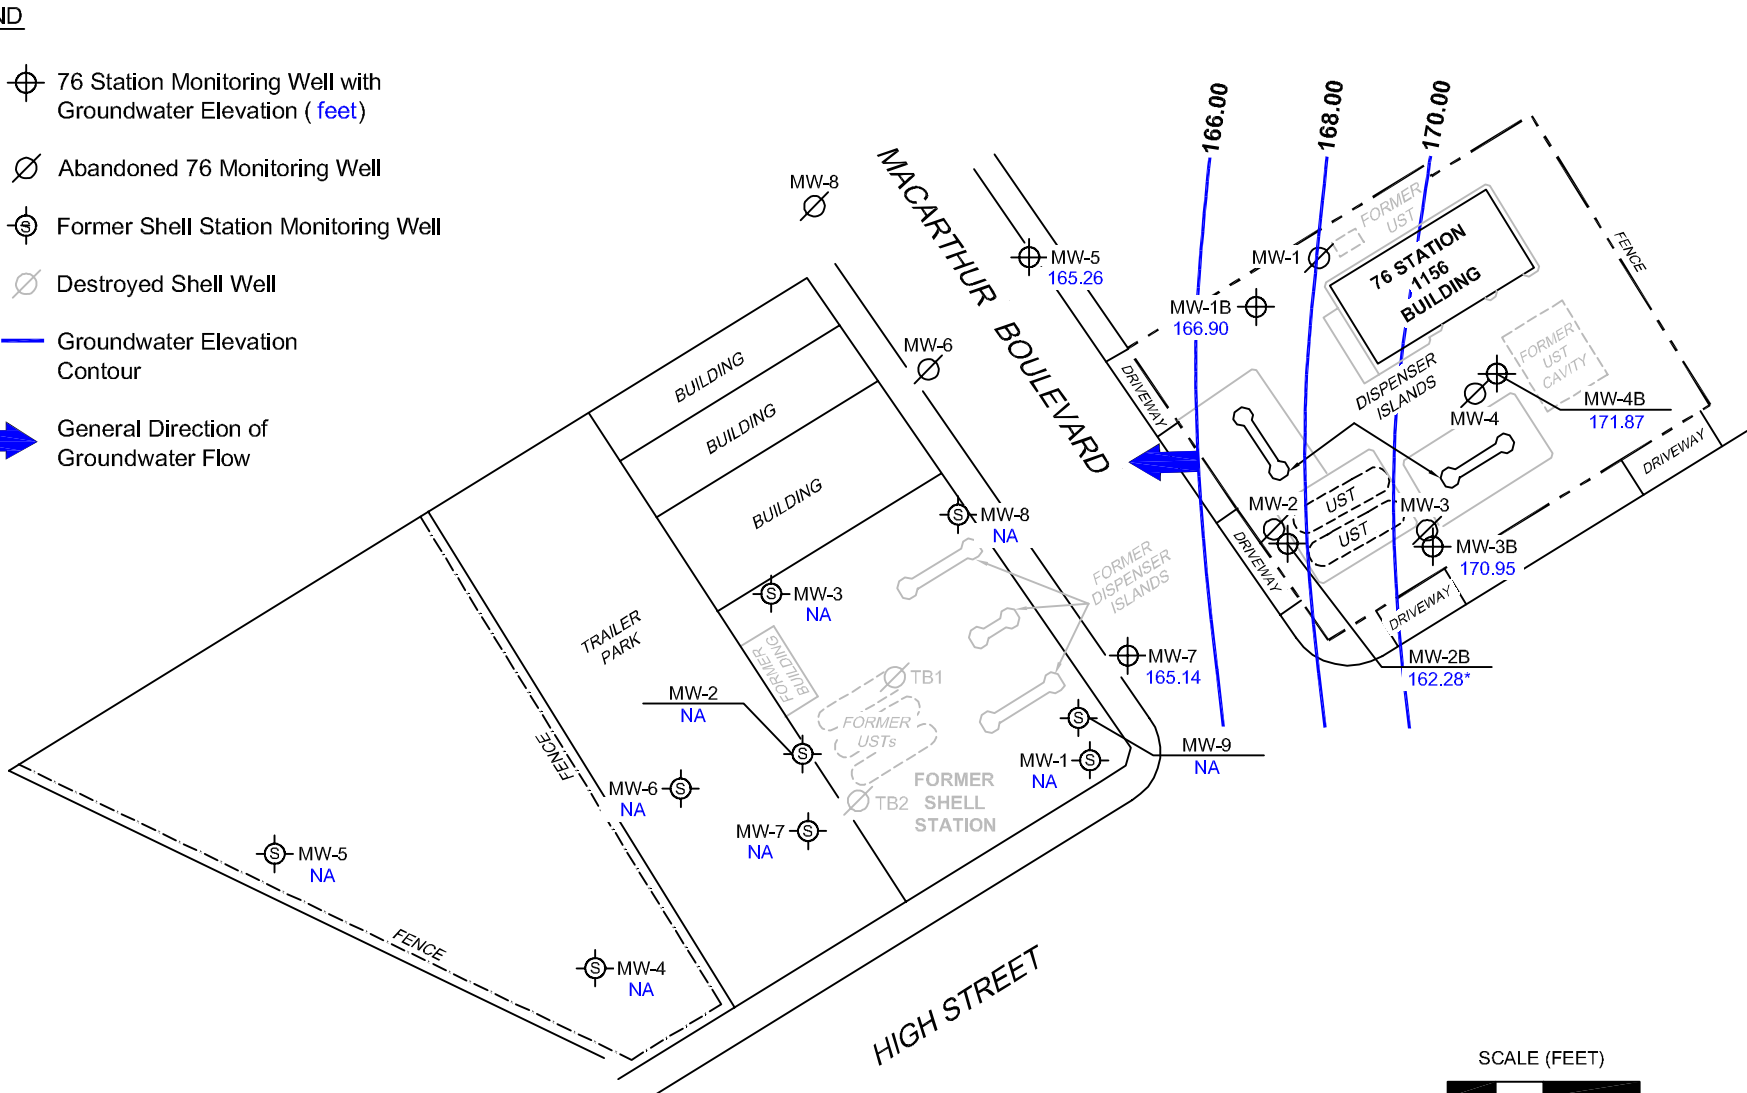 ND
76 Station Monitoring Well with
Groundwater Elevation ( feet)
Abandoned 76 Monitoring Well
S
Former Shell Station Monitoring Well
Destroyed Shell Well
Groundwater Elevation
Contour
General Direction of
Groundwater Flow
166.00
168.00
170.00
MACARTHUR BOULEVARD
MW-8
MW-5
165.26
MW-1
MW-1B
166.90
FORMER
UST
76 STATION
1156
BUILDING
FENCE
FORMER
UST
CAVITY
DISPENSER
ISLANDS
MW-4
MW-4B
171.87
DRIVEWAY
DRIVEWAY
MW-6
BUILDING
BUILDING
BUILDING
MW-2
UST
UST
MW-3
MW-3B
170.95
DRIVEWAY
DRIVEWAY
MW-2B
162.28*
S
MW-8
NA
FORMER
DISPENSER
ISLANDS
S
MW-3
NA
TRAILER
PARK
FORMER
BUILDING
MW-7
165.14
TB1
MW-2
NA
S
FORMER
USTs
S
MW-9
NA
MW-1
S
NA
FENCE
MW-6
S
NA
TB2
FORMER
SHELL
STATION
MW-7
S
NA
S
MW-5
NA
FENCE
S
MW-4
NA
HIGH STREET
SCALE (FEET)